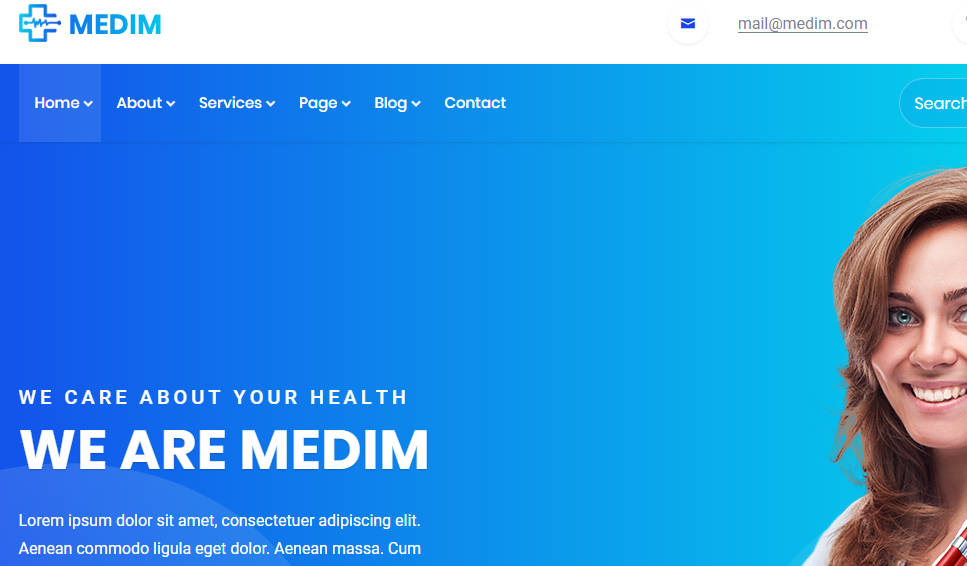 MEDIM
mail@medim.com
Home
About
Services
Page
Blog
Contact
Search
WE CARE ABOUT YOUR HEALTH
WE ARE MEDIM
Lorem ipsum dolor sit amet, consectetuer adipiscing elit.
Aenean commodo ligula eget dolor. Aenean massa. Cum